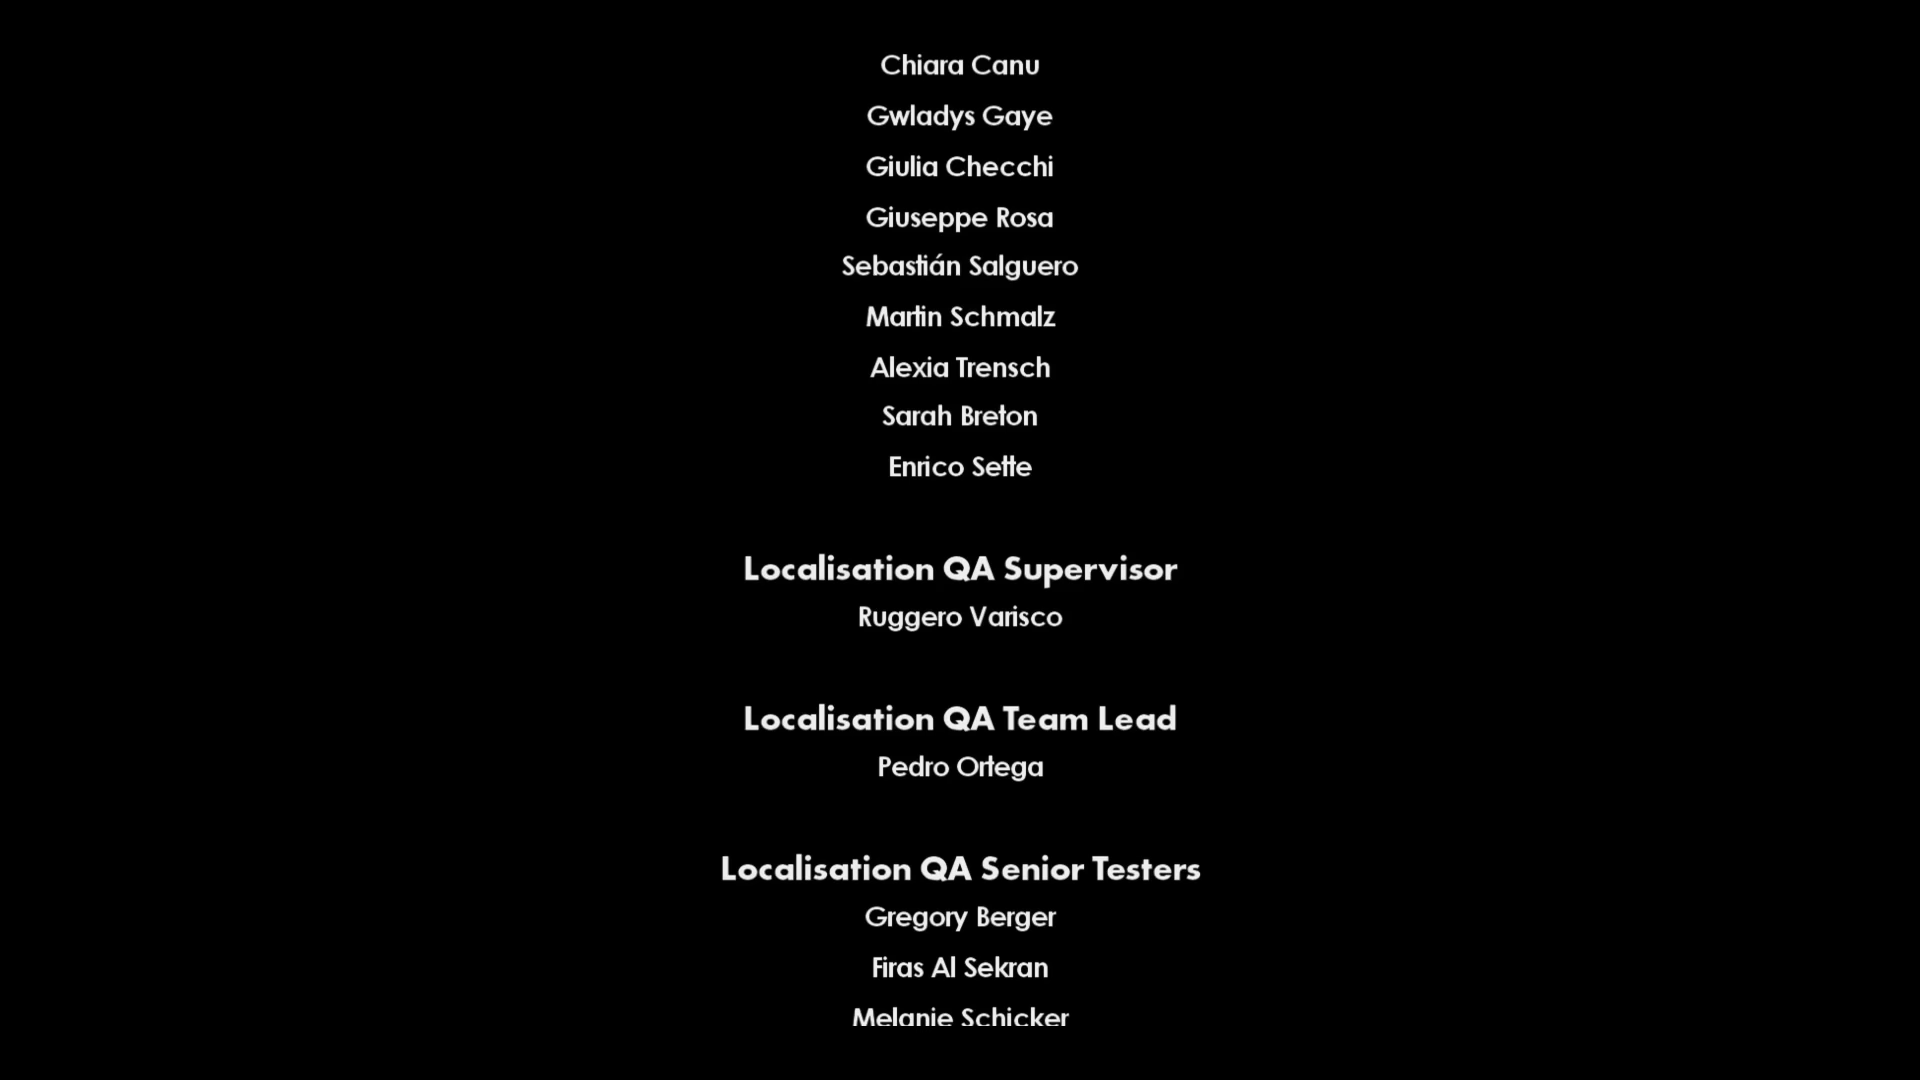 Chiara Canu
Gwladys Gaye
Giulia Checchi
Giuseppe Rosa
Sebastián Salguero
Martin Schmalz
Alexia Trensch
Sarah Breton
Enrico Sette
Localisation QA Supervisor
Ruggero Varisco
Localisation QA Team Lead
Pedro Ortega
Localisation QA Senior Testers
Gregory Berger
Firas Al Sekran
Melanie Schicker